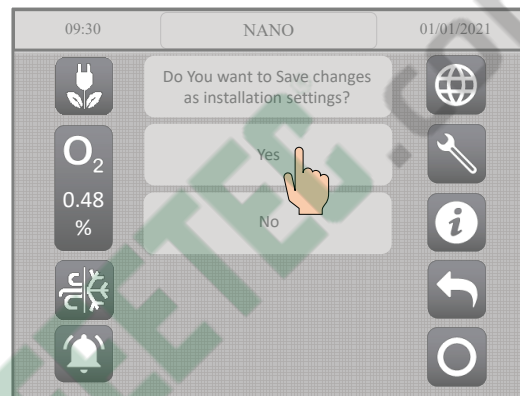 09:30 NANO 01/01/2021
Do You want to Save changes
as installation settings?
Yes
O2
0.48
%
No